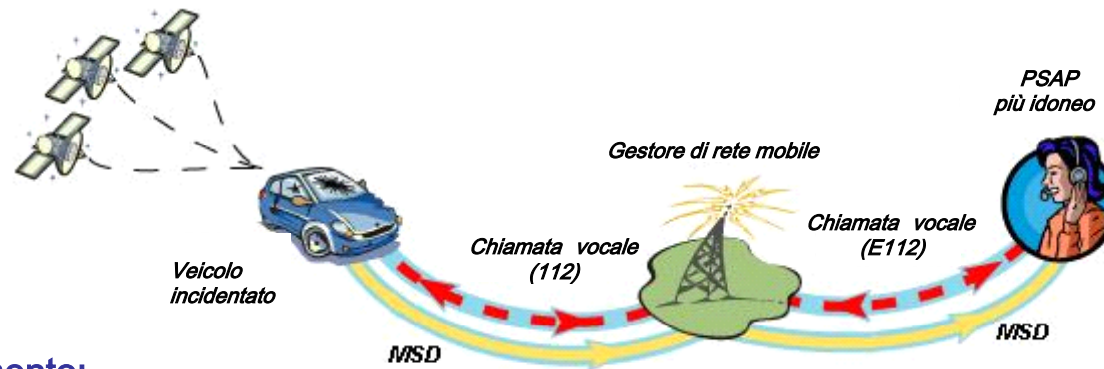 PSAP
più idoneo
Gestore di rete mobile
Chiamata vocale
(112)
Chiamata vocale
(E112)
Veicolo
incidentato
MSD
MSD